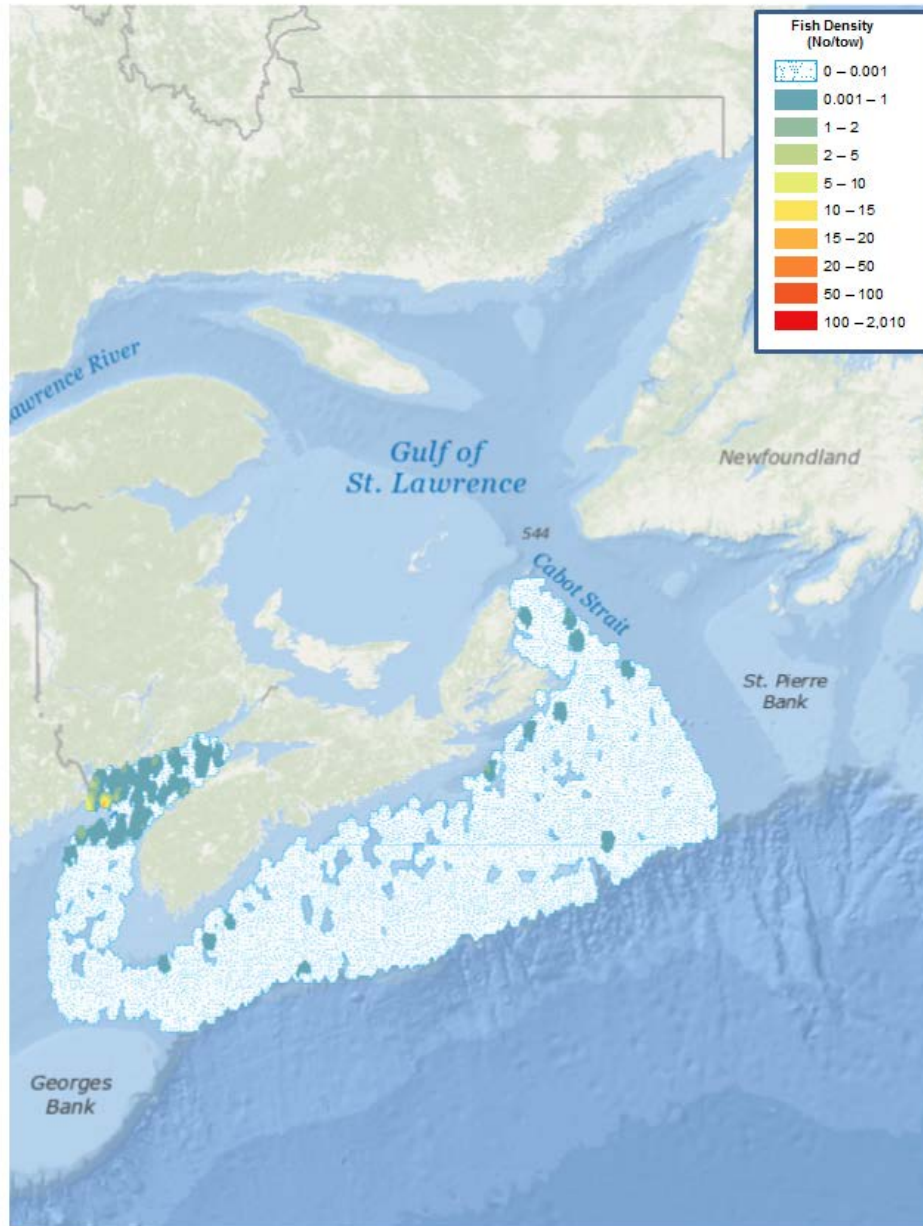 Fish Density
(No/tow)
0 – 0.001
0.001 – 1
1 – 2
2 – 5
5 – 10
10 – 15
15 – 20
20 – 50
50 – 100
100 – 2,010
awrence River
Gulf of
St. Lawrence
Newfoundland
544
Cabot Strait
St. Pierre
Bank
Georges
Bank